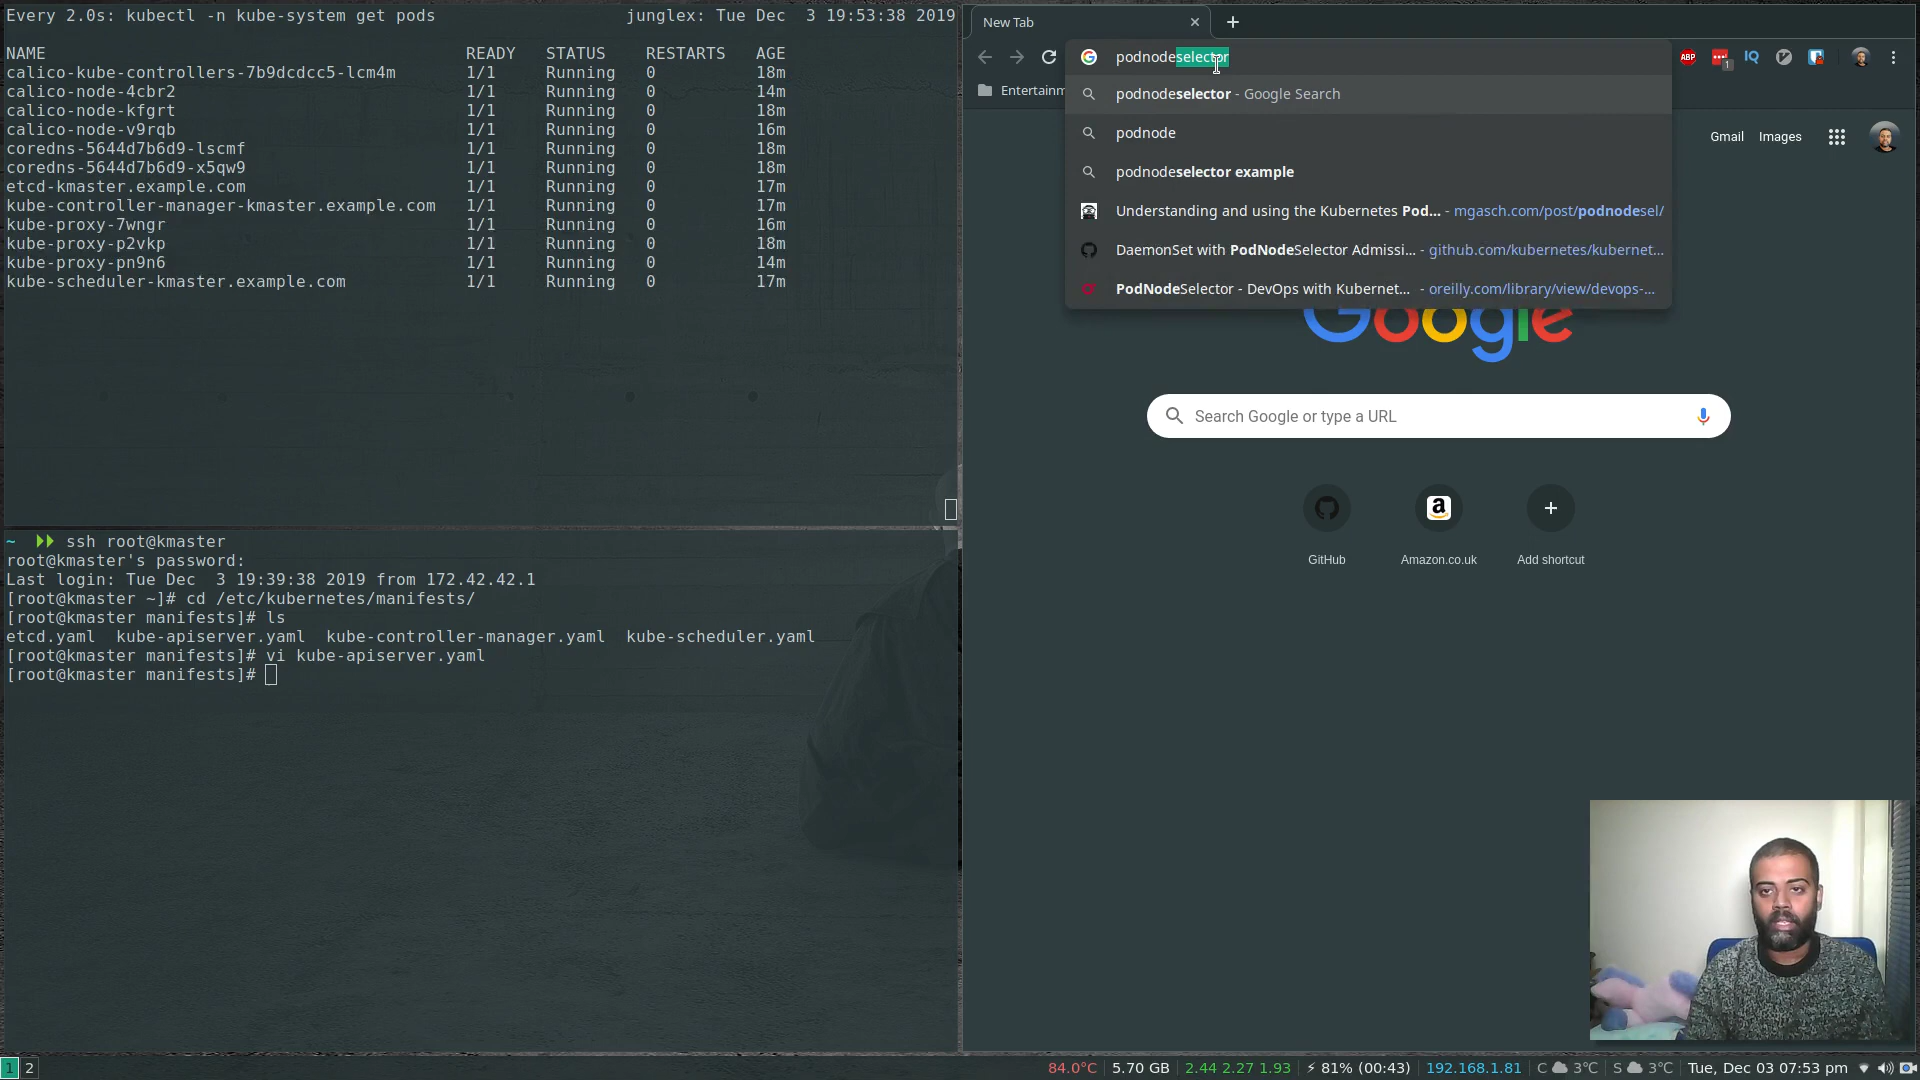 Every 2.0s: kubectl -n kube-system get pods junglex: Tue Dec  3 19:53:38 2019
NAME READY STATUS RESTARTS AGE
calico-kube-controllers-7b9dcdcc5-lcm4m 1/1 Running 0 18m
calico-node-4cbr2 1/1 Running 0 14m
calico-node-kfgrt 1/1 Running 0 18m
calico-node-v9rqb 1/1 Running 0 16m
coredns-5644d7b6d9-lscmf 1/1 Running 0 18m
coredns-5644d7b6d9-x5qw9 1/1 Running 0 18m
etcd-kmaster.example.com 1/1 Running 0 17m
kube-controller-manager-kmaster.example.com 1/1 Running 0 17m
kube-proxy-7wngr 1/1 Running 0 16m
kube-proxy-p2vkp 1/1 Running 0 18m
kube-proxy-pn9n6 1/1 Running 0 14m
kube-scheduler-kmaster.example.com 1/1 Running 0 17m
~ ssh root@kmaster
root@kmaster's password:
Last login: Tue Dec  3 19:39:38 2019 from 172.42.42.1
[root@kmaster ~]# cd /etc/kubernetes/manifests/
[root@kmaster manifests]# ls
etcd.yaml  kube-apiserver.yaml  kube-controller-manager.yaml  kube-scheduler.yaml
[root@kmaster manifests]# vi kube-apiserver.yaml
[root@kmaster manifests]#
New Tab
podnodeselector
ABP 1 IQ
Entertainm
podnodeselector - Google Search
podnode
podnodeselector example
Understanding and using the Kubernetes Pod... - mgasch.com/post/podnodesel/
DaemonSet with PodNodeSelector Admissi... - github.com/kubernetes/kubernet...
PodNodeSelector - DevOps with Kubernet... - oreilly.com/library/view/devops-...
Gmail Images
Google
Search Google or type a URL
GitHub Amazon.co.uk Add shortcut
1 2 84.0°C 5.70 GB 2.44 2.27 1.93 81% (00:43) 192.168.1.81 C 3°C S 3°C Tue, Dec 03 07:53 pm